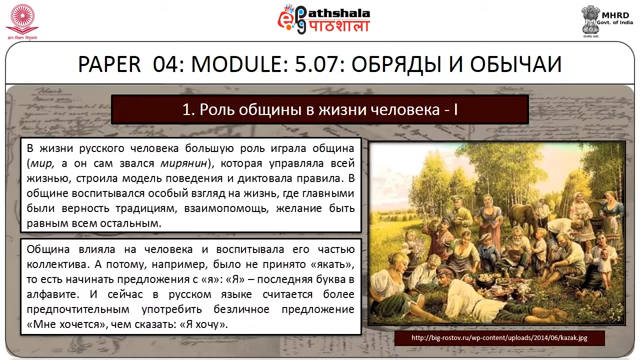 ePathshala
पाठशाला
MHRD
Govt. of India
PAPER 04: MODULE: 5.07: ОБРЯДЫ И ОБЫЧАИ
1. Роль общины в жизни человека - I
В жизни русского человека большую роль играла община
(мир, а он сам звался мирянин), которая управляла всей
жизнью, строила модель поведения и диктовала правила. В
общине воспитывался особый взгляд на жизнь, где главными
были верность традициям, взаимопомощь, желание быть
равным всем остальным.
Община влияла на человека и воспитывала его частью
коллектива. А потому, например, было не принято «якать»,
то есть начинать предложения с «я»: «Я» – последняя буква в
алфавите. И сейчас в русском языке считается более
предпочтительным употребить безличное предложение
«Мне хочется», чем сказать: «Я хочу».
http://big-rostov.ru/wp-content/uploads/2014/06/kazak.jpg